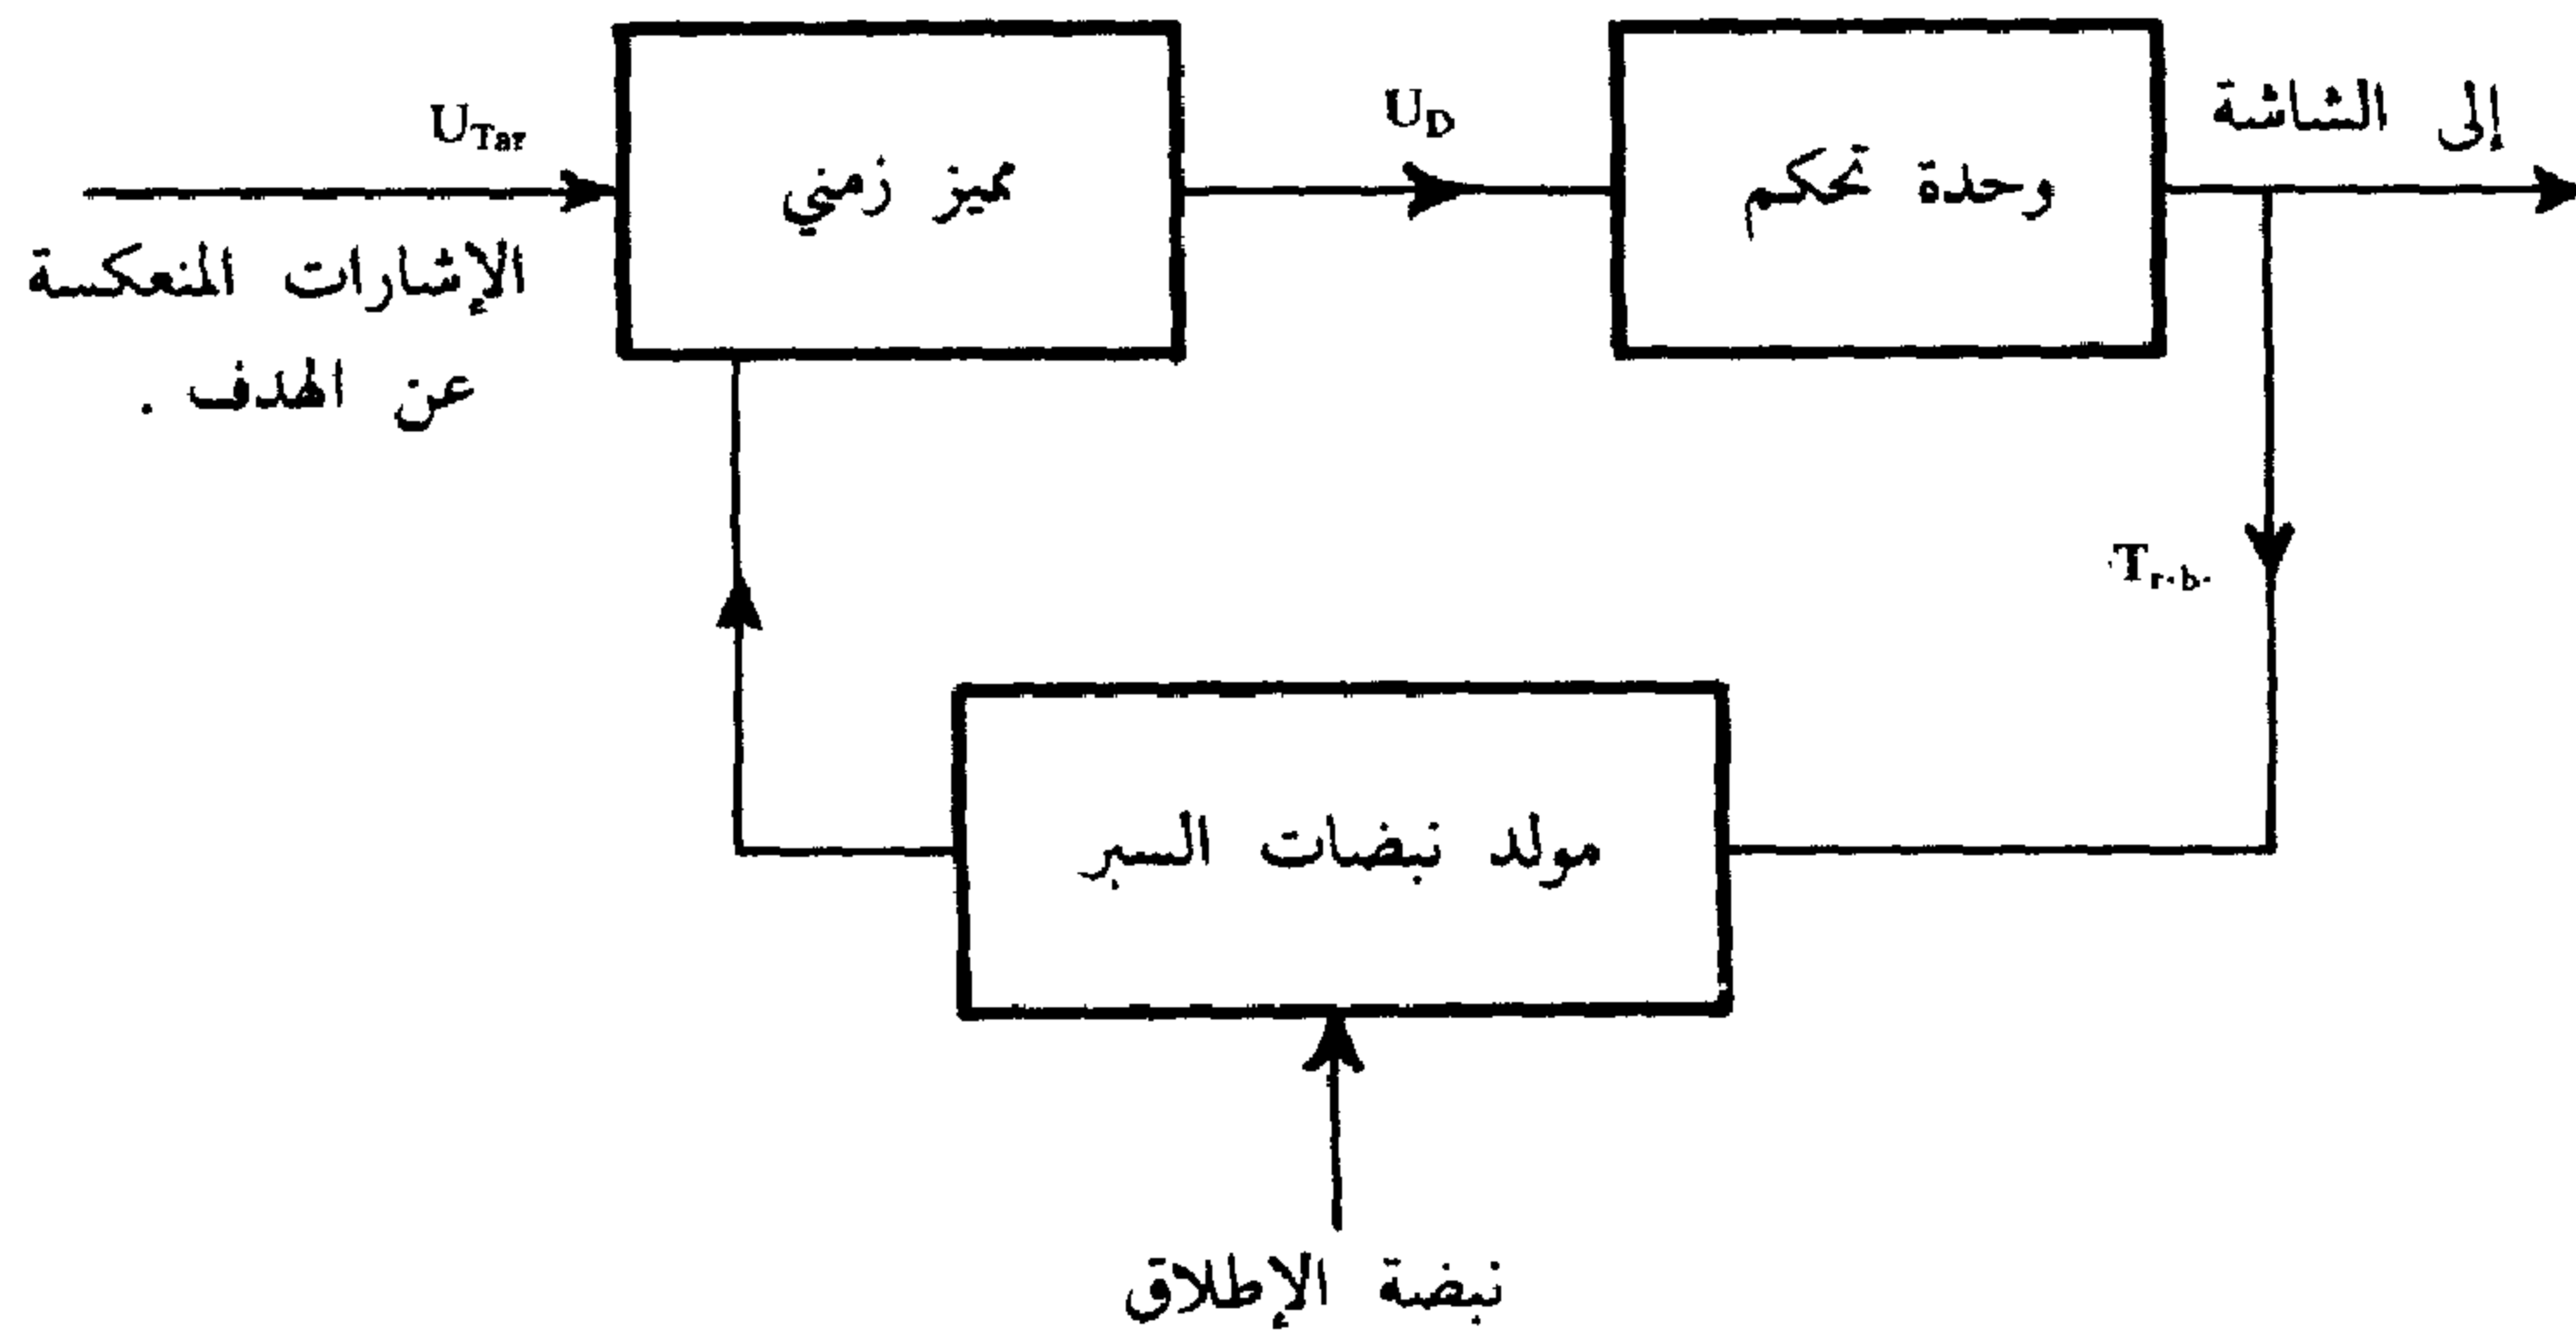 U_Tar
الإشارات المنعكسة
عن الهدف .
مميز زمني
U_D
وحدة تحكم
إلى الشاشة
T_r.b.
مولد نبضات السبر
نبضة الإطلاق